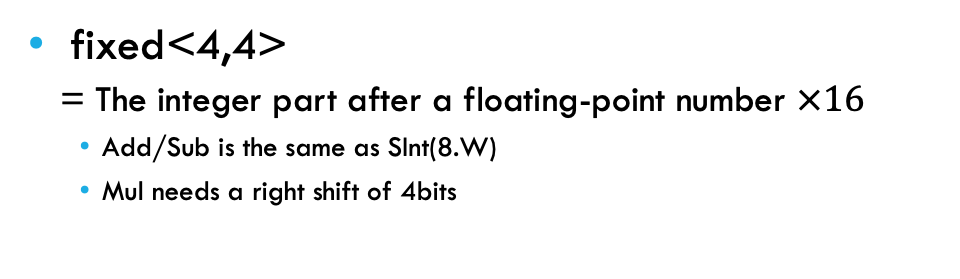 • fixed<4,4>
= The integer part after a floating-point number ×16
• Add/Sub is the same as SInt(8.W)
• Mul needs a right shift of 4bits